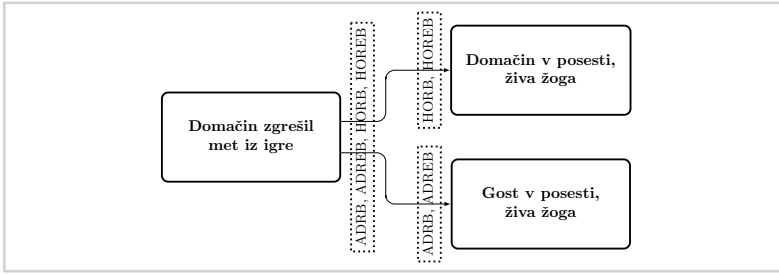 Domačin zgrešil
met iz igre
ADRB, ADREB, HORB, HOREB
HORB, HOREB
Domačin v posesti,
živa žoga
ADRB, ADREB
Gost v posesti,
živa žoga